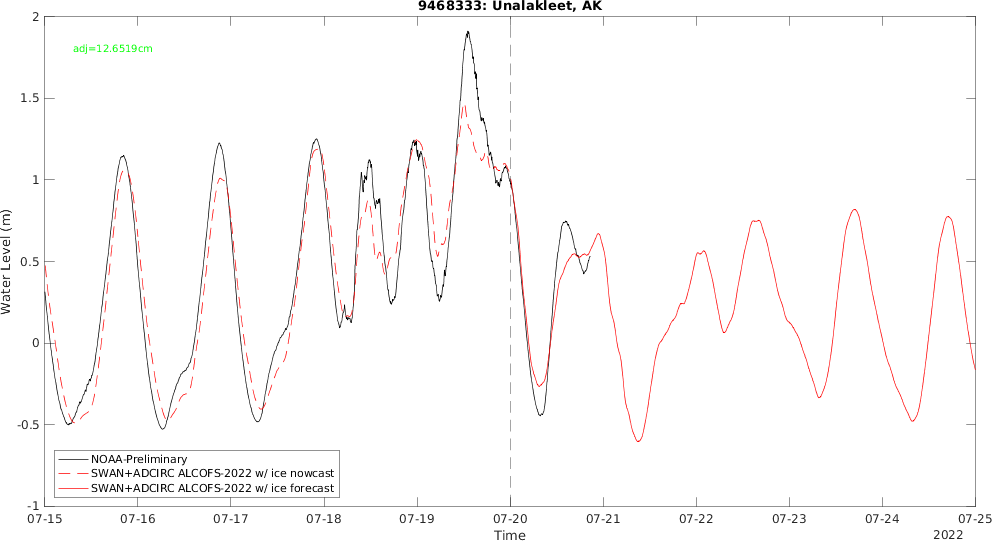 9468333: Unalakleet, AK
adj=12.6519cm
Water Level (m)
2
1.5
1
0.5
0
-0.5
-1
NOAA-Preliminary
SWAN+ADCIRC ALCOFS-2022 w/ ice nowcast
SWAN+ADCIRC ALCOFS-2022 w/ ice forecast
07-15 07-16 07-17 07-18 07-19 07-20 07-21 07-22 07-23 07-24 07-25
Time
2022